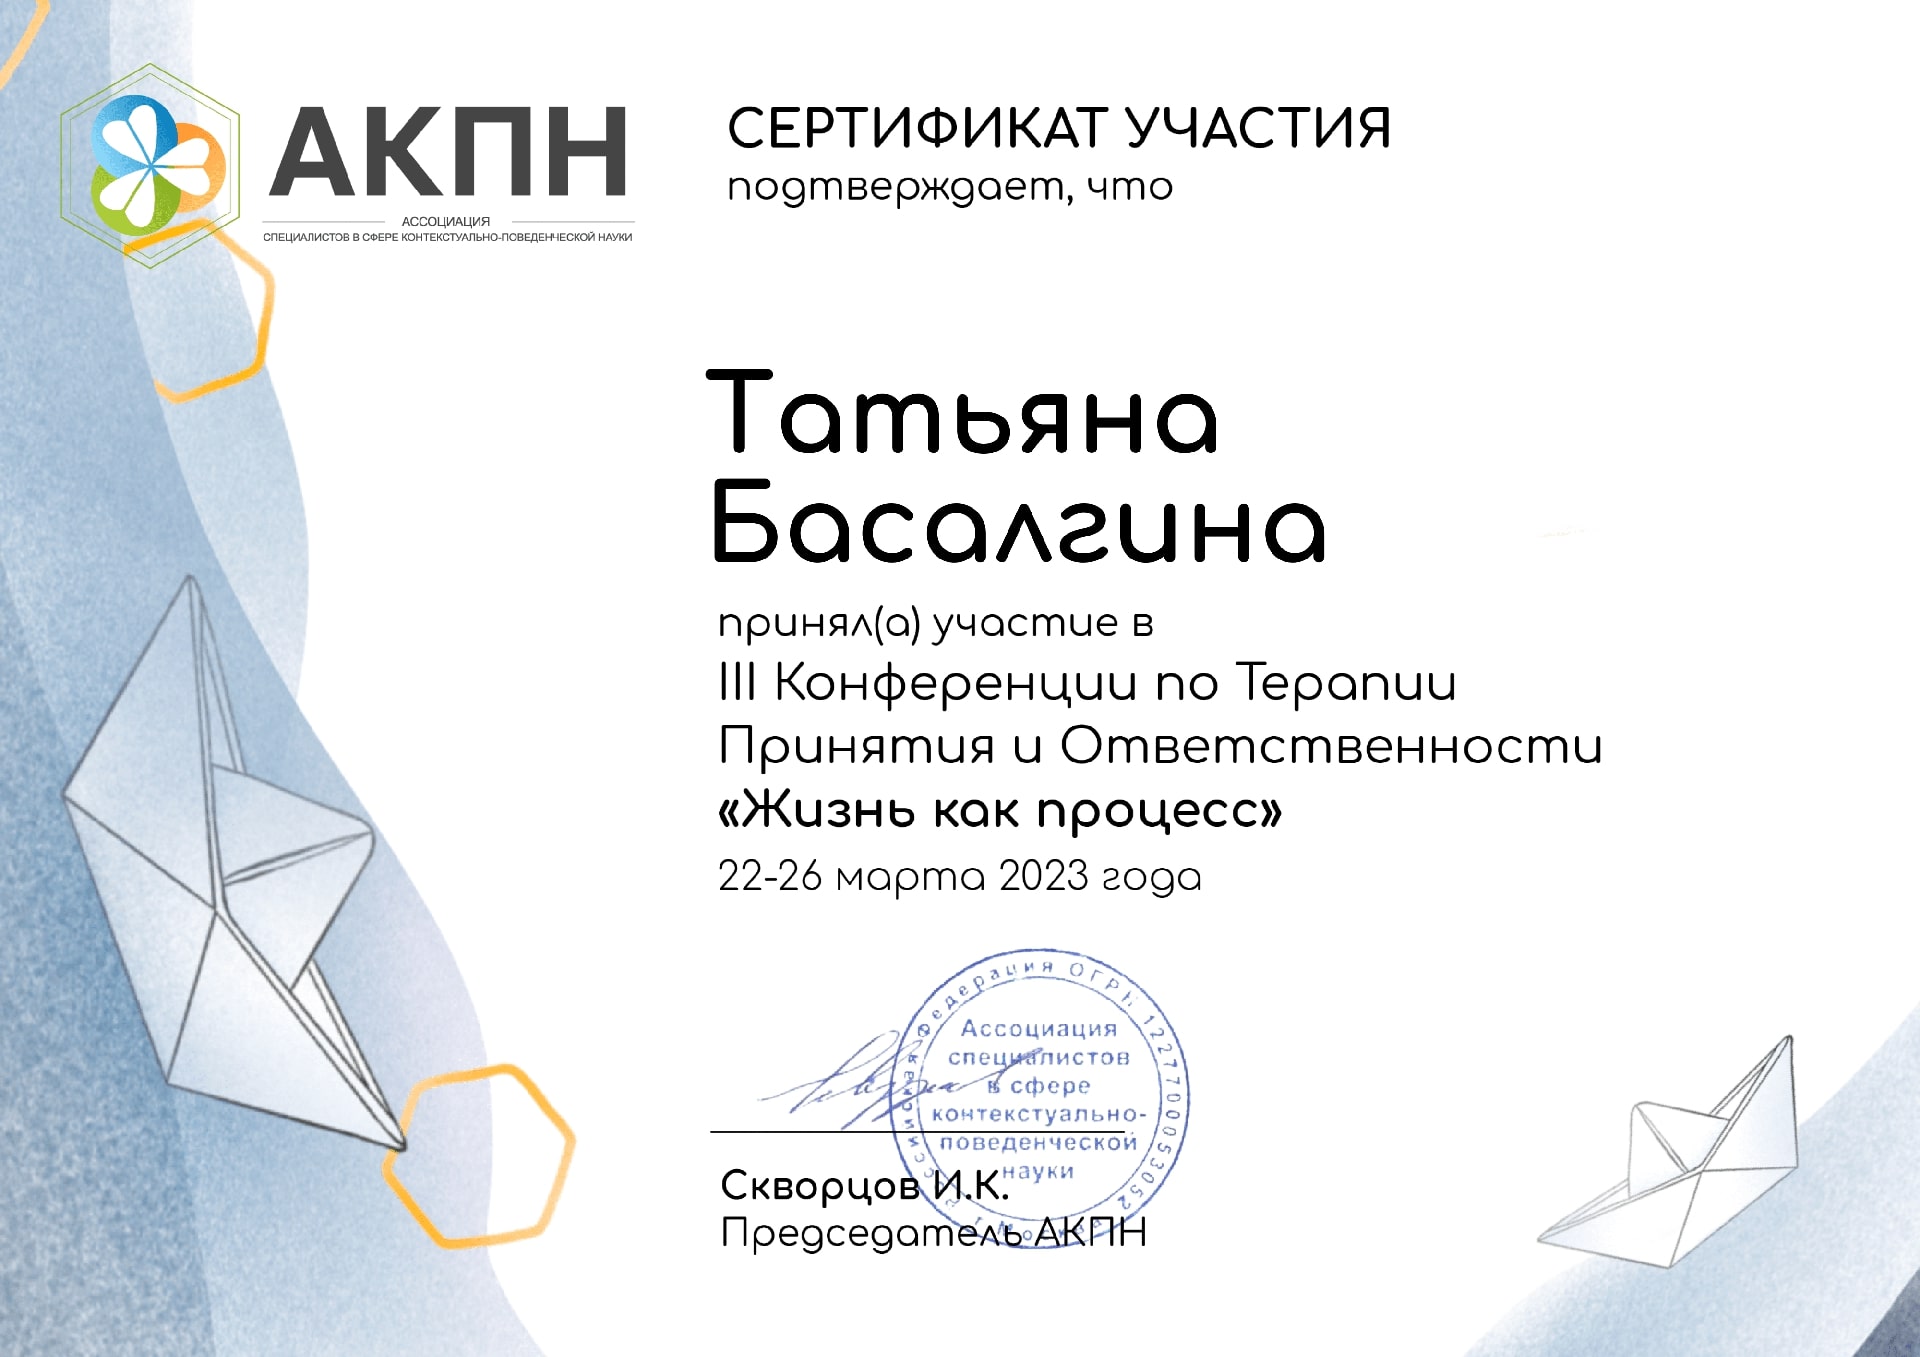 АКПН
АССОЦИАЦИЯ
СПЕЦИАЛИСТОВ В СФЕРЕ КОНТЕКСТУАЛЬНО-ПОВЕДЕНЧЕСКОЙ НАУКИ
СЕРТИФИКАТ УЧАСТИЯ
подтверждает, что
Татьяна
Басалгина
принял(а) участие в
III Конференции по Терапии
Принятия и Ответственности
«Жизнь как процесс»
22-26 марта 2023 года
Российская Федерация ОГРН 1227700053052
г. Москва
Ассоциация
специалистов
в сфере
контекстуально-
поведенческой
науки
Скворцов И.К.
Председатель АКПН